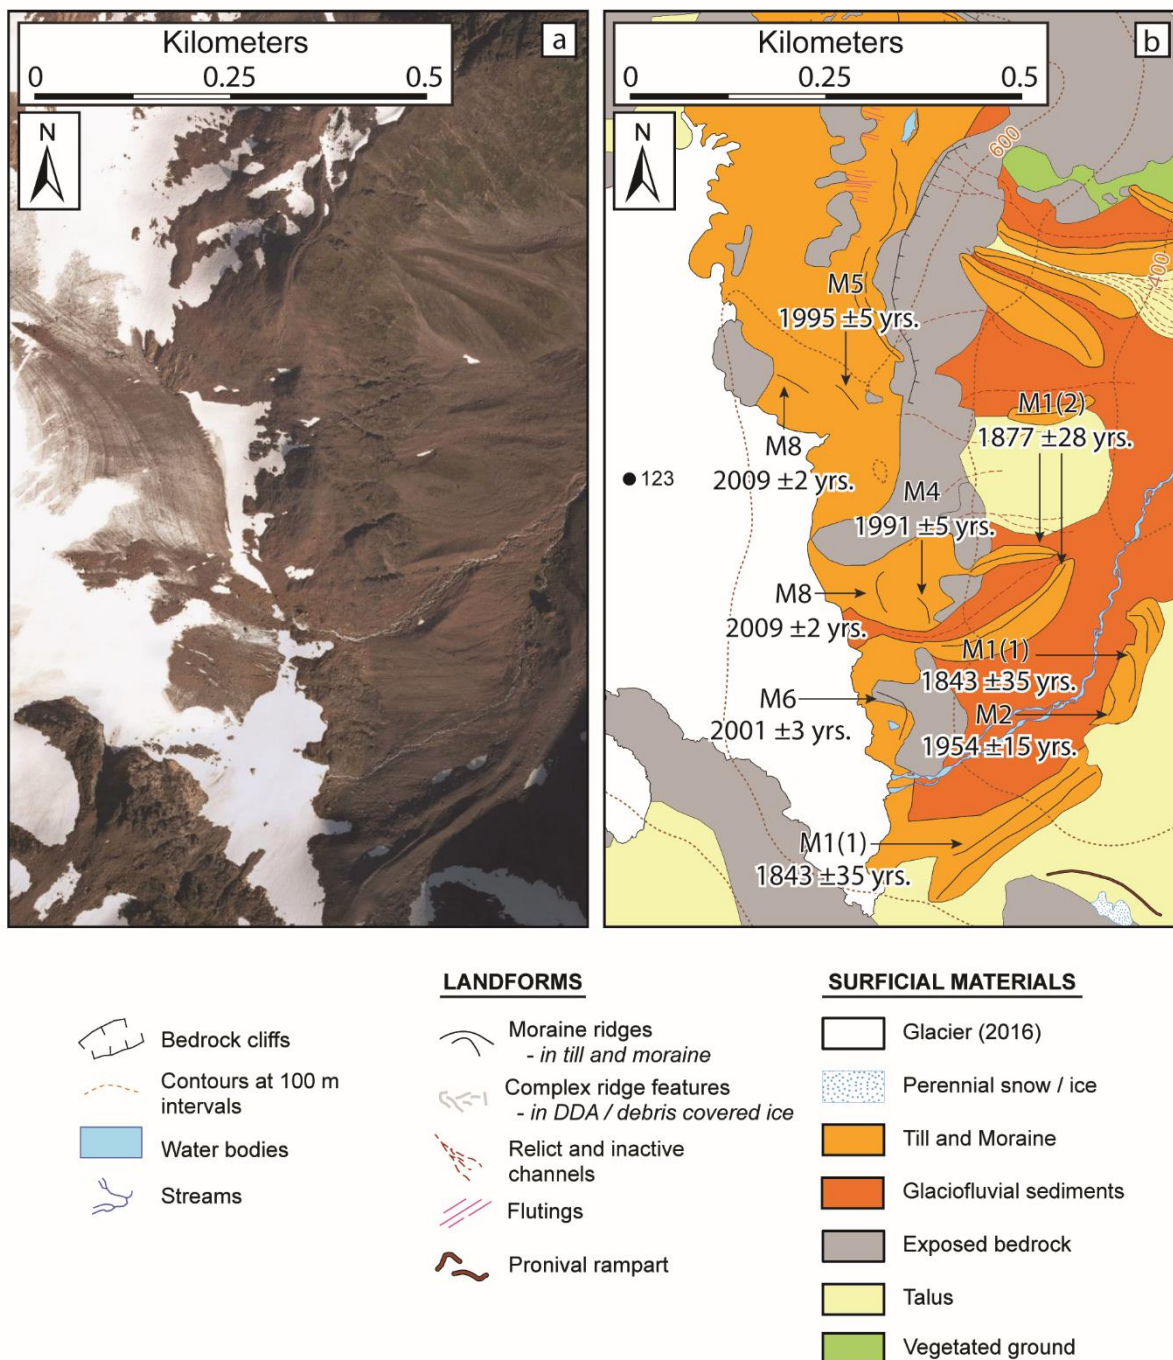 Kilometers
0 0.25 0.5
a
N
Kilometers
0 0.25 0.5
b
N
600
400
M5
1995 ±5 yrs.
M1(2)
1877 ±28 yrs.
M8
2009 ±2 yrs.
123
M4
1991 ±5 yrs.
M8
2009 ±2 yrs.
M1(1)
1843 ±35 yrs.
M6
2001 ±3 yrs.
M2
1954 ±15 yrs.
M1(1)
1843 ±35 yrs.
Bedrock cliffs
Contours at 100 m
intervals
Water bodies
Streams
LANDFORMS
Moraine ridges
- in till and moraine
Complex ridge features
- in DDA / debris covered ice
Relict and inactive
channels
Flutings
Pronival rampart
SURFICIAL MATERIALS
Glacier (2016)
Perennial snow / ice
Till and Moraine
Glaciofluvial sediments
Exposed bedrock
Talus
Vegetated ground